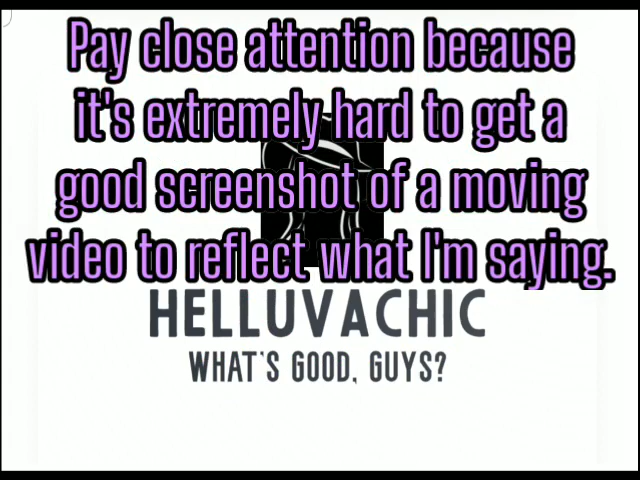 Pay close attention because
it's extremely hard to get a
good screenshot of a moving
video to reflect what I'm saying.
HELLUVACHIC
WHAT'S GOOD, GUYS?